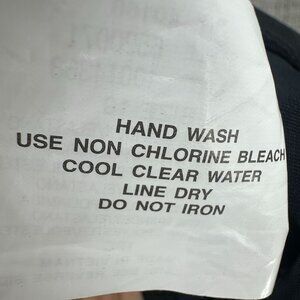 HAND WASH
USE NON CHLORINE BLEACH
COOL CLEAR WATER
LINE DRY
DO NOT IRON